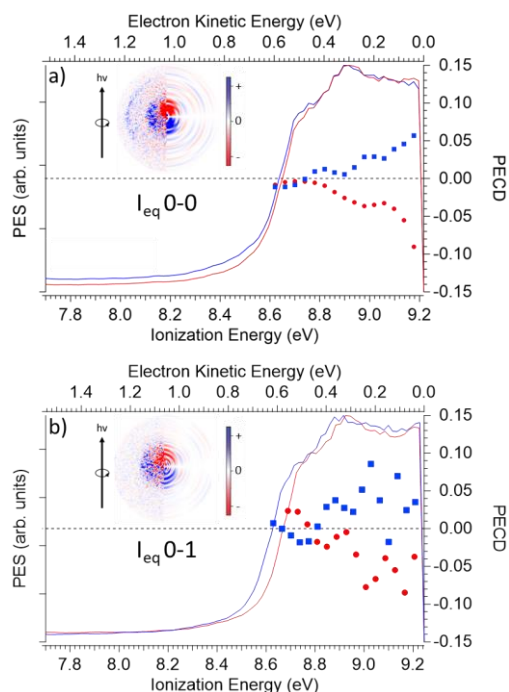 Electron Kinetic Energy (eV)
1.4 1.2 1.0 0.8 0.6 0.4 0.2 0.0
a)
hν
+
0
-
I_eq 0-0
PES (arb. units)
0.15
0.10
0.05
0.00
-0.05
-0.10
-0.15
PECD
7.8 8.0 8.2 8.4 8.6 8.8 9.0 9.2
Ionization Energy (eV)
Electron Kinetic Energy (eV)
1.4 1.2 1.0 0.8 0.6 0.4 0.2 0.0
b)
hν
+
0
-
I_eq 0-1
PES (arb. units)
0.15
0.10
0.05
0.00
-0.05
-0.10
-0.15
PECD
7.8 8.0 8.2 8.4 8.6 8.8 9.0 9.2
Ionization Energy (eV)